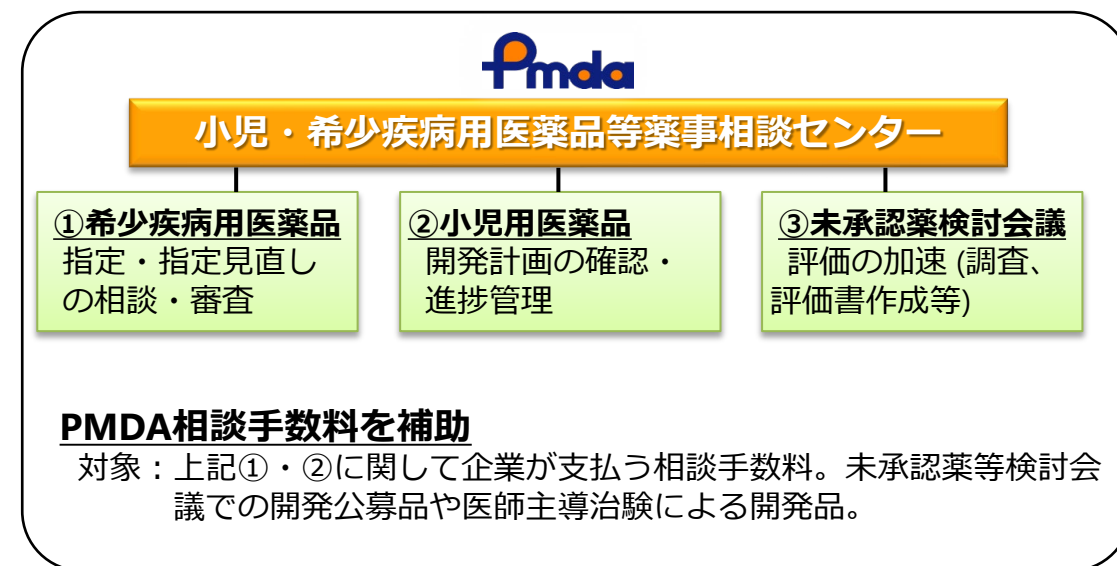 Pmda
小児・希少疾病用医薬品等薬事相談センター
①希少疾病用医薬品
指定・指定見直し
の相談・審査
②小児用医薬品
開発計画の確認・
進捗管理
③未承認薬検討会議
評価の加速 (調査、
評価書作成等)
PMDA相談手数料を補助
対象：上記①・②に関して企業が支払う相談手数料。未承認薬等検討会
議での開発公募品や医師主導治験による開発品。